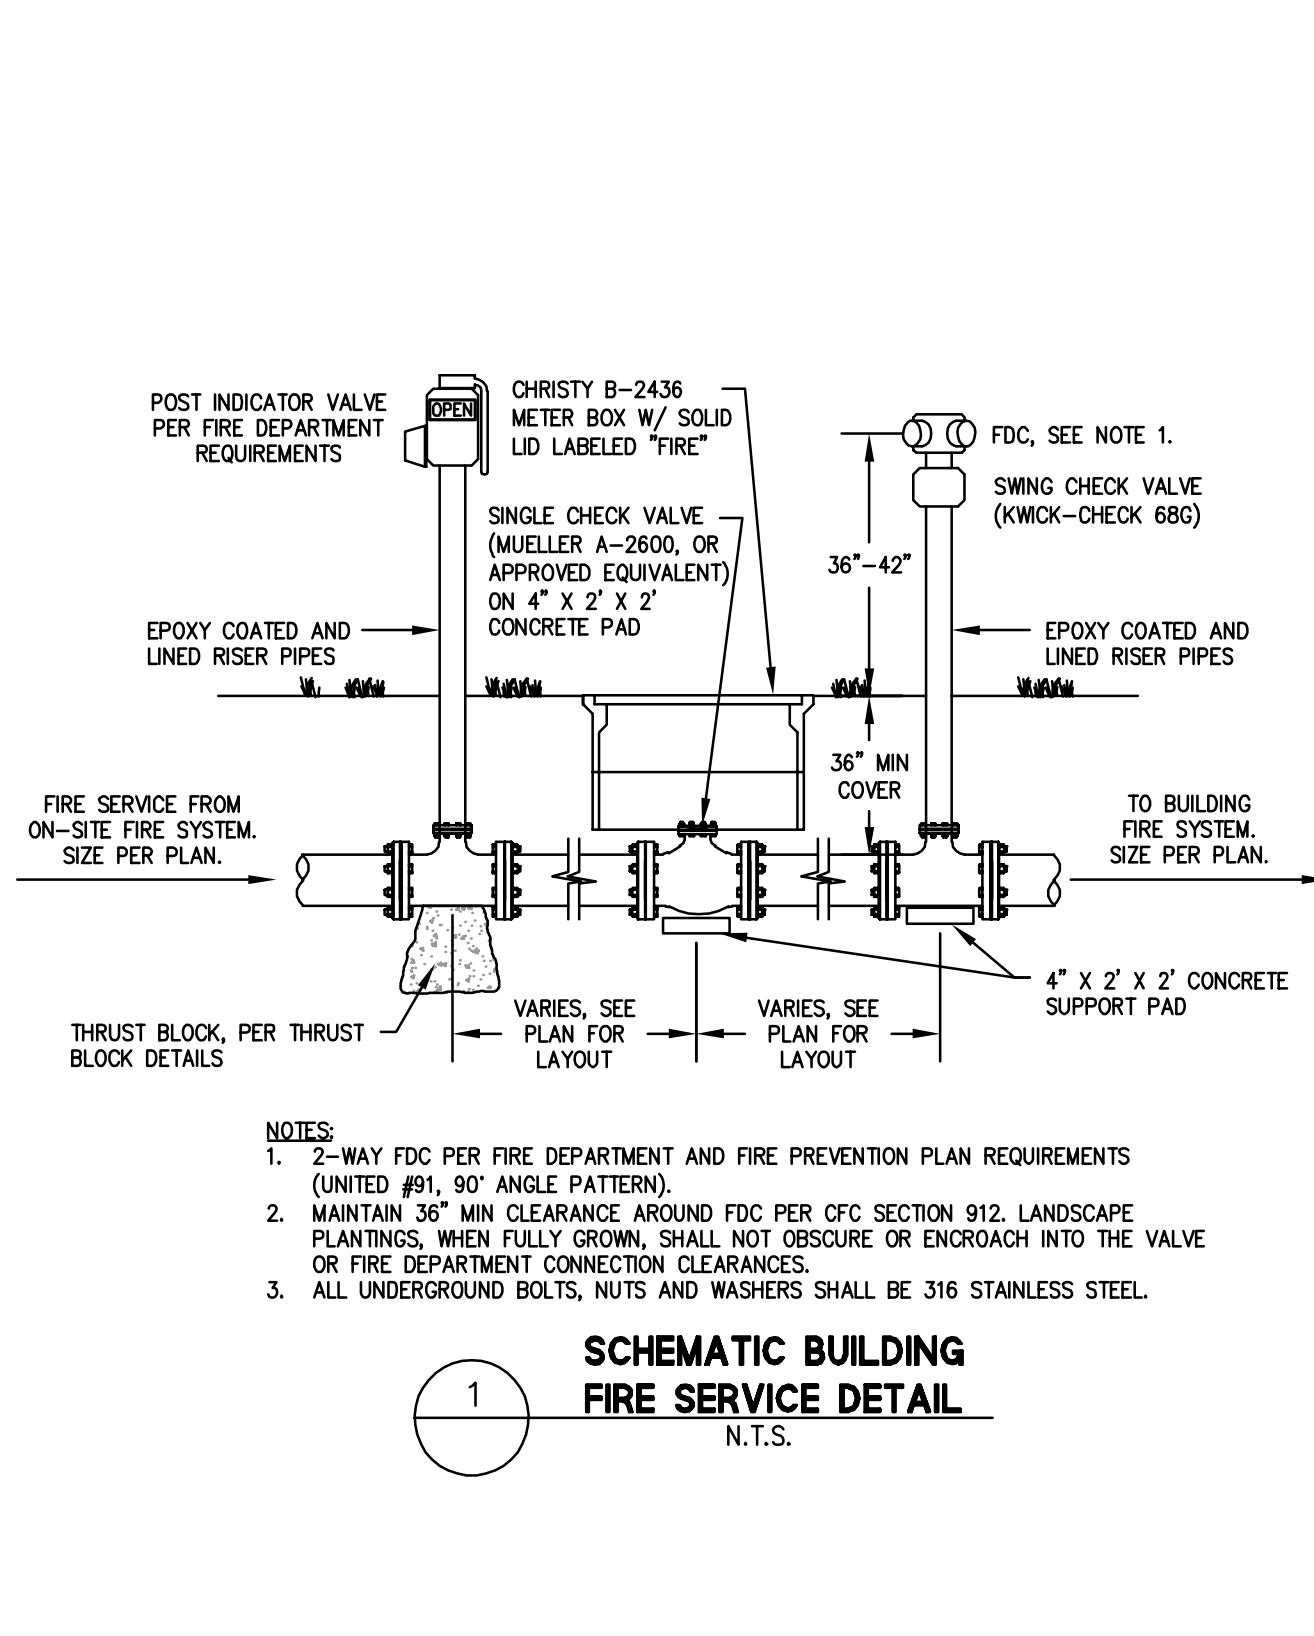 POST INDICATOR VALVE
PER FIRE DEPARTMENT
REQUIREMENTS
OPEN
CHRISTY B-2436
METER BOX W/ SOLID
LID LABELED "FIRE"
FDC, SEE NOTE 1.
SWING CHECK VALVE
(KWICK-CHECK 68G)
SINGLE CHECK VALVE
(MUELLER A-2600, OR
APPROVED EQUIVALENT)
ON 4" X 2' X 2'
CONCRETE PAD
36"-42"
EPOXY COATED AND
LINED RISER PIPES
EPOXY COATED AND
LINED RISER PIPES
36" MIN
COVER
FIRE SERVICE FROM
ON-SITE FIRE SYSTEM.
SIZE PER PLAN.
TO BUILDING
FIRE SYSTEM.
SIZE PER PLAN.
4" X 2' X 2' CONCRETE
SUPPORT PAD
VARIES, SEE
PLAN FOR
LAYOUT
VARIES, SEE
PLAN FOR
LAYOUT
THRUST BLOCK, PER THRUST
BLOCK DETAILS
NOTES:
1. 2-WAY FDC PER FIRE DEPARTMENT AND FIRE PREVENTION PLAN REQUIREMENTS
(UNITED #91, 90° ANGLE PATTERN).
2. MAINTAIN 36" MIN CLEARANCE AROUND FDC PER CFC SECTION 912. LANDSCAPE
PLANTINGS, WHEN FULLY GROWN, SHALL NOT OBSCURE OR ENCROACH INTO THE VALVE
OR FIRE DEPARTMENT CONNECTION CLEARANCES.
3. ALL UNDERGROUND BOLTS, NUTS AND WASHERS SHALL BE 316 STAINLESS STEEL.
1
SCHEMATIC BUILDING
FIRE SERVICE DETAIL
N.T.S.